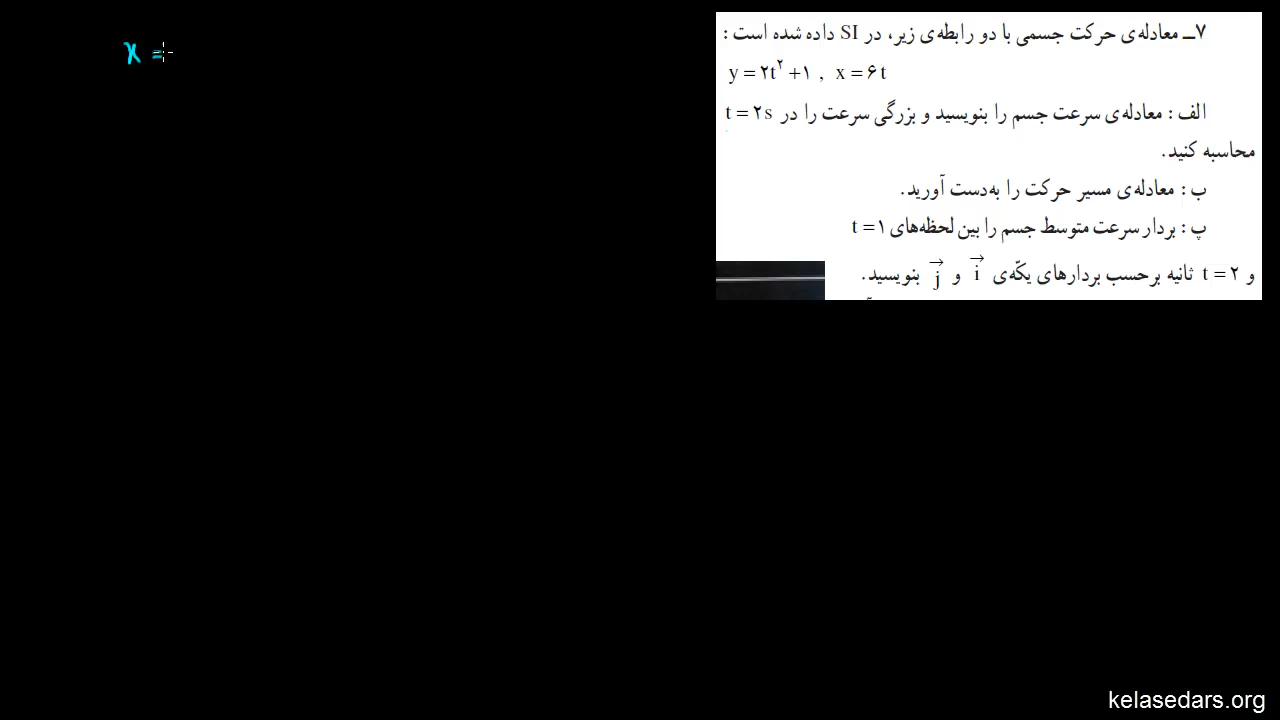 x =
۷ــ معادله‌ی حرکت جسمی با دو رابطه‌ی زیر، در SI داده شده است :
y = ۲t^۲ + ۱ , x = ۶t
الف : معادله‌ی سرعت جسم را بنویسید و بزرگی سرعت را در t = ۲s
محاسبه کنید.
ب : معادله‌ی مسیر حرکت را به‌دست آورید.
پ : بردار سرعت متوسط جسم را بین لحظه‌های t = ۱
و t = ۲ ثانیه برحسب بردارهای یکّه‌ی i⃗ و j⃗ بنویسید.
kelasedars.org